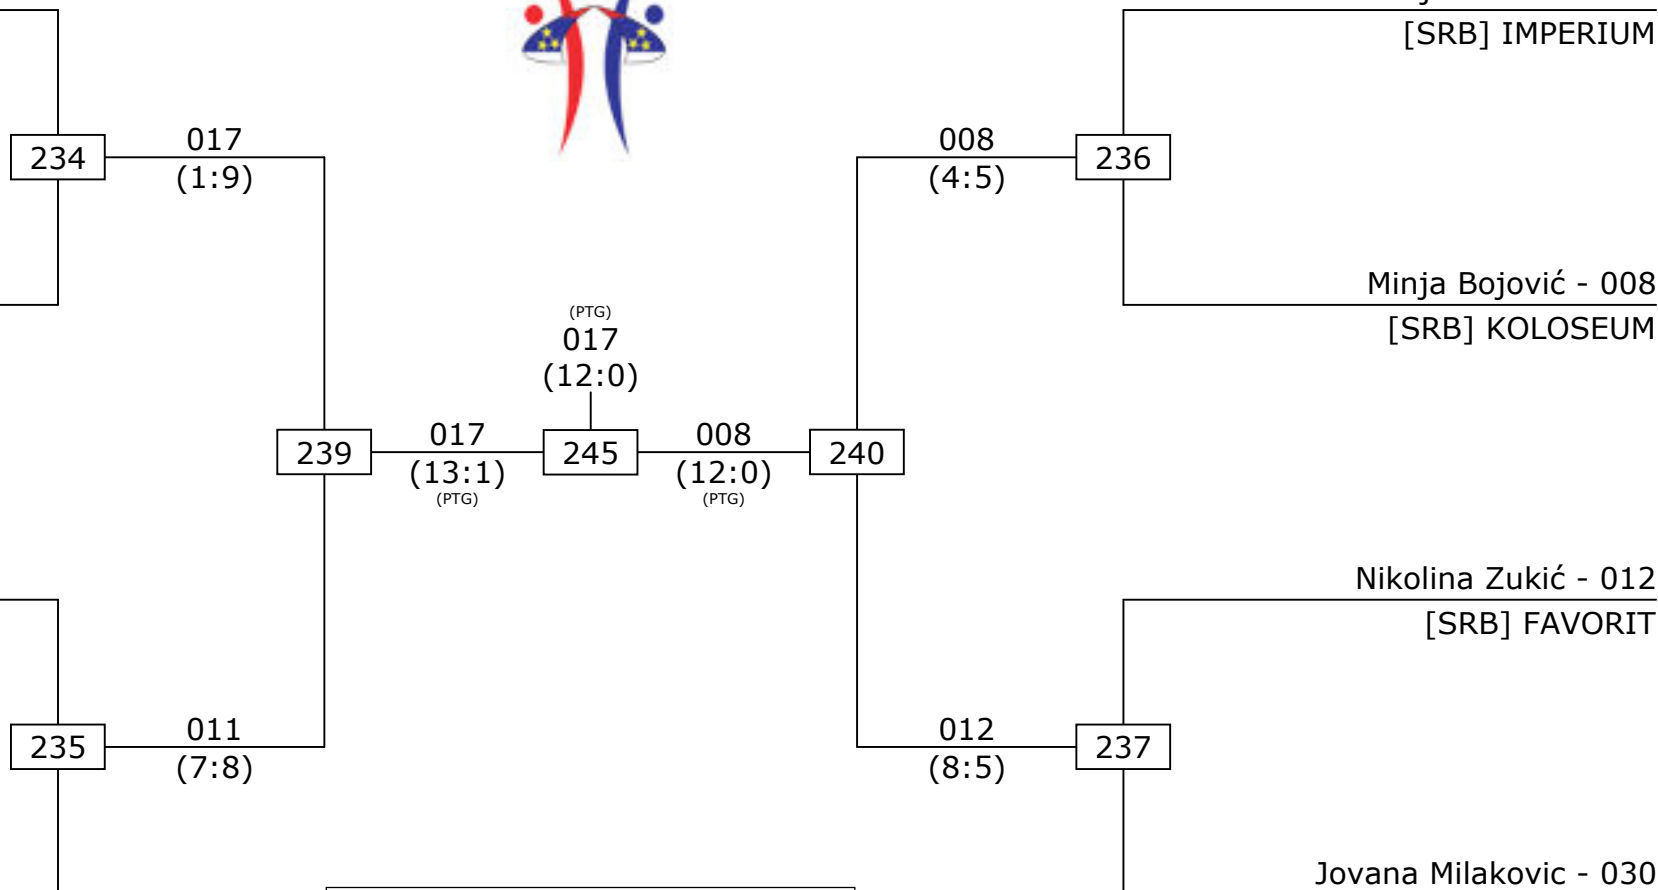 [SRB] IMPERIUM
234
017
(1:9)
008
(4:5)
236
Minja Bojović - 008
[SRB] KOLOSEUM
(PTG)
017
(12:0)
239
017
(13:1)
(PTG)
245
008
(12:0)
(PTG)
240
Nikolina Zukić - 012
[SRB] FAVORIT
235
011
(7:8)
012
(8:5)
237
Jovana Milakovic - 030